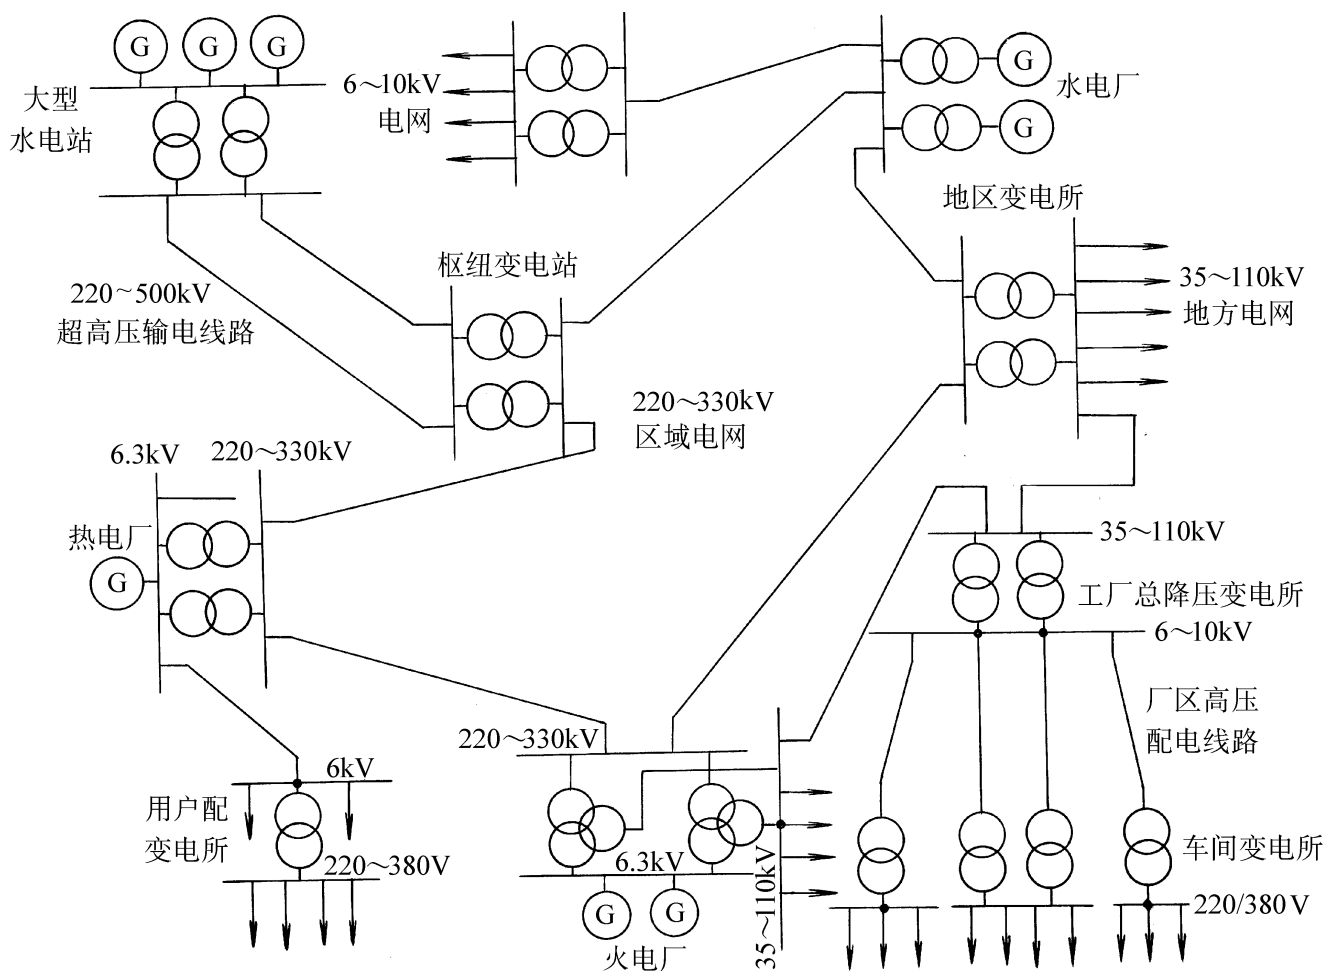 G
G
G
大型
水电站
6～10kV
电网
G
G
水电厂
地区变电所
35～110kV
地方电网
枢纽变电站
220~500kV
超高压输电线路
220～330kV
区域电网
6.3kV
220～330kV
热电厂
G
35～110kV
工厂总降压变电所
6～10kV
厂区高压
配电线路
220～330kV
6kV
用户配
变电所
220～380V
6.3kV
G
G
火电厂
35～110kV
车间变电所
220/380V